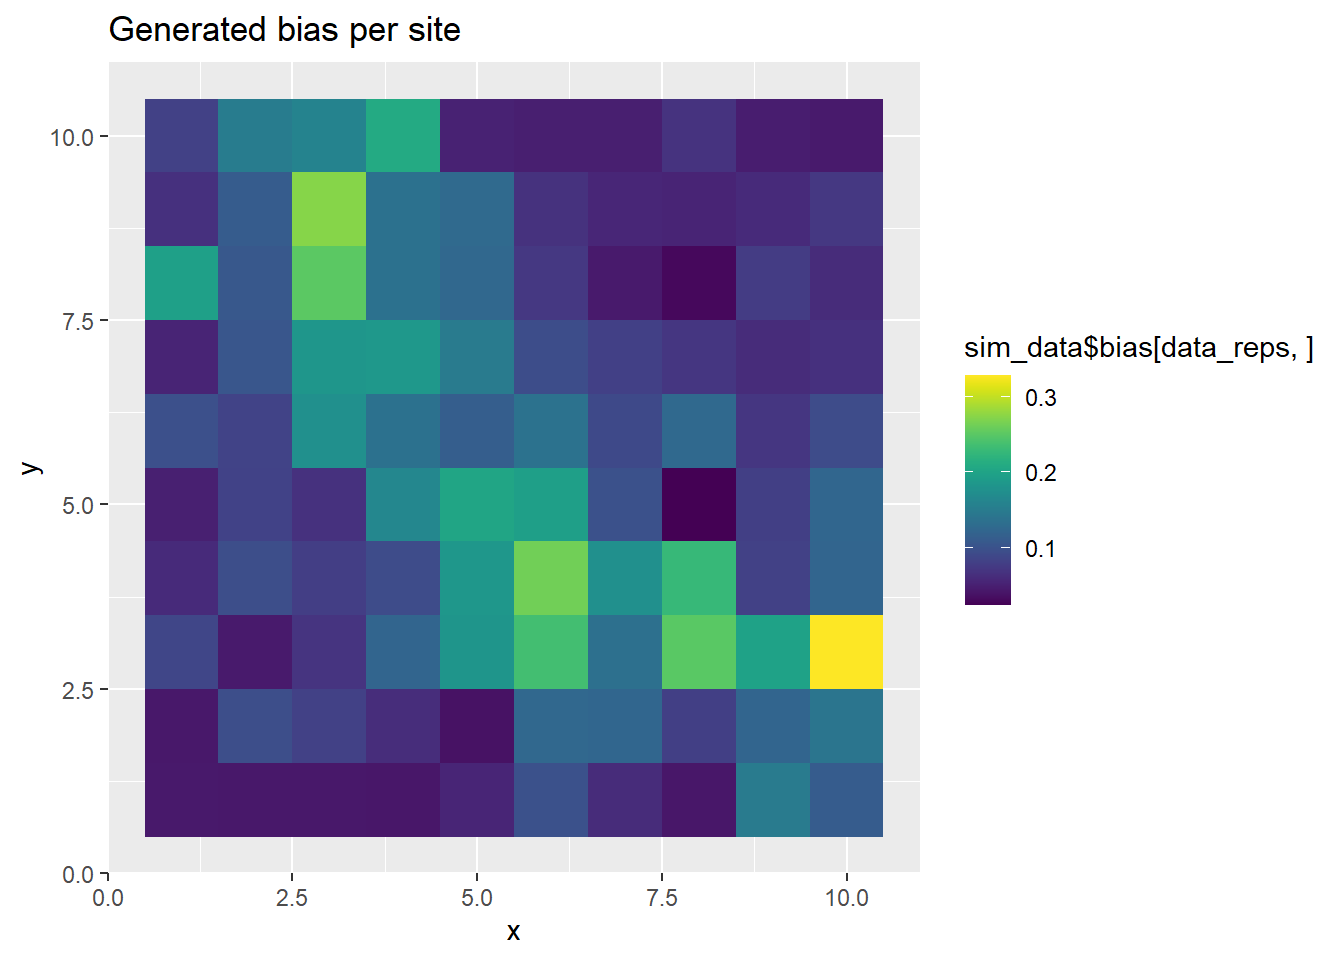 Generated bias per site
10.0
7.5
5.0
2.5
0.0
y
0.0 2.5 5.0 7.5 10.0
x
sim_data$bias[data_reps, ]
0.3
0.2
0.1